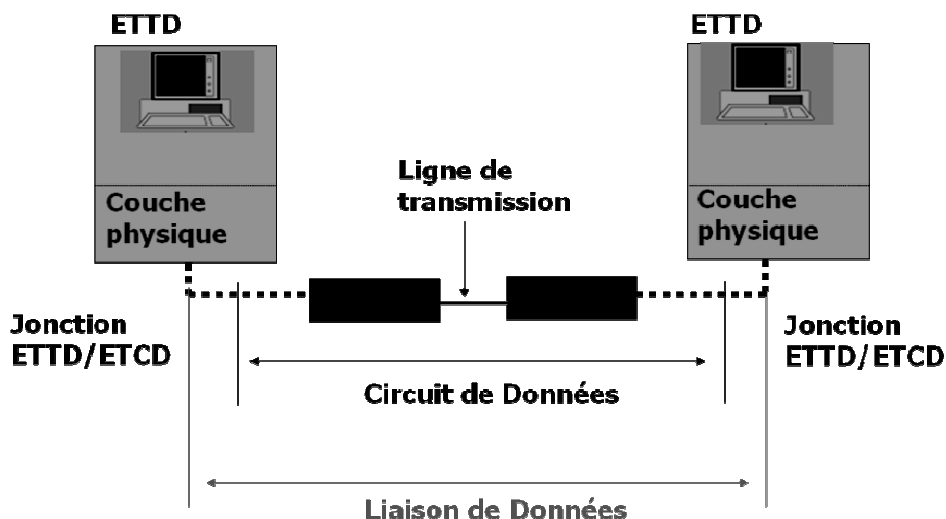 ETTD
ETTD
Ligne de
transmission
Couche
physique
Couche
physique
Jonction
ETTD/ETCD
Jonction
ETTD/ETCD
Circuit de Données
Liaison de Données